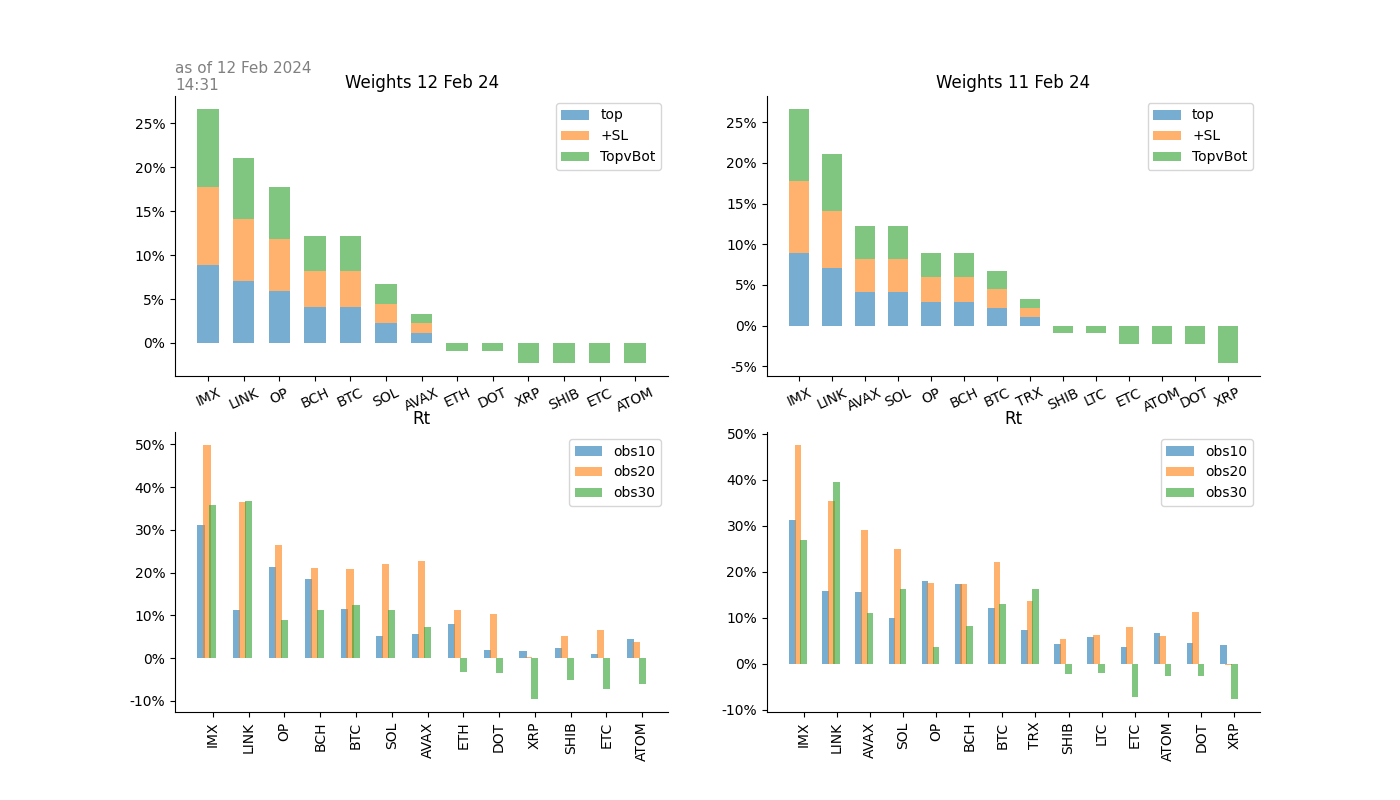 as of 12 Feb 2024
14:31
Weights 12 Feb 24
25%
20%
15%
10%
5%
0%
top
+SL
TopvBot
IMX LINK OP BCH BTC SOL AVAX ETH DOT XRP SHIB ETC ATOM
Weights 11 Feb 24
25%
20%
15%
10%
5%
0%
-5%
top
+SL
TopvBot
IMX LINK AVAX SOL OP BCH BTC TRX SHIB LTC ETC ATOM DOT XRP
Rt
50%
40%
30%
20%
10%
0%
-10%
obs10
obs20
obs30
IMX LINK OP BCH BTC SOL AVAX ETH DOT XRP SHIB ETC ATOM
Rt
50%
40%
30%
20%
10%
0%
-10%
obs10
obs20
obs30
IMX LINK AVAX SOL OP BCH BTC TRX SHIB LTC ETC ATOM DOT XRP